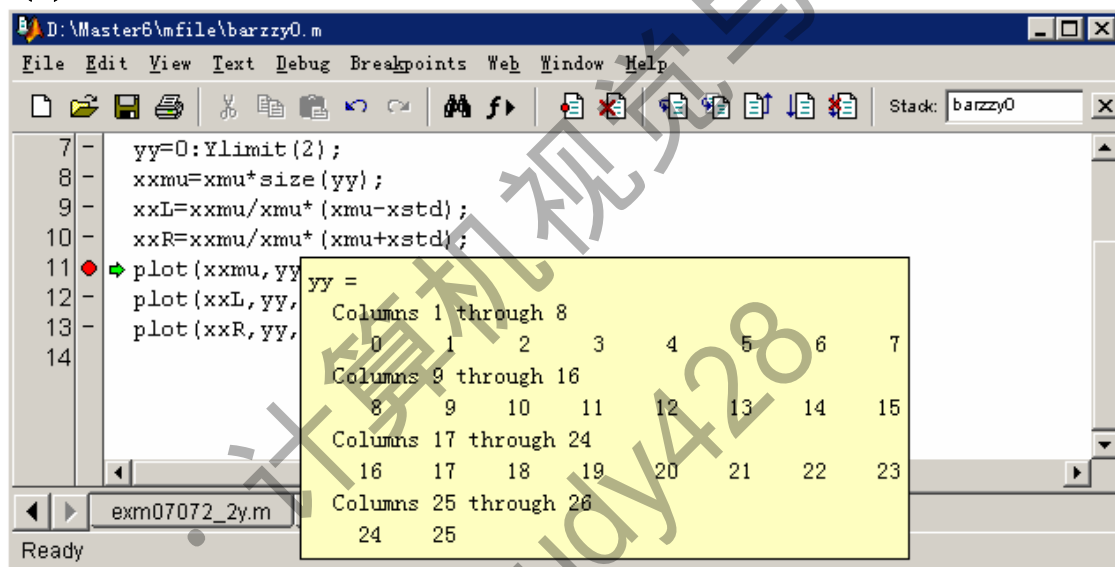 D:\Master6\mfile\barzzy0.m
File Edit View Text Debug Breakpoints Web Window Help
Stack: barzzy0
7 - yy=0:Ylimit(2);
8 - xxmu=xmu*size(yy);
9 - xxL=xxmu/xmu*(xmu-xstd);
10 - xxR=xxmu/xmu*(xmu+xstd);
11 plot(xxmu,yy
12 - plot(xxL,yy,
13 - plot(xxR,yy,
14
yy =
Columns 1 through 8
0 1 2 3 4 5 6 7
Columns 9 through 16
8 9 10 11 12 13 14 15
Columns 17 through 24
16 17 18 19 20 21 22 23
Columns 25 through 26
24 25
exm07072_2y.m
Ready
计算机视觉与
udy428